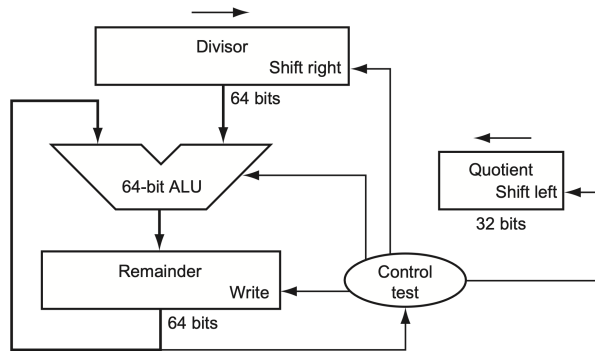 Divisor
Shift right
64 bits
64-bit ALU
Quotient
Shift left
32 bits
Remainder
Write
Control
test
64 bits